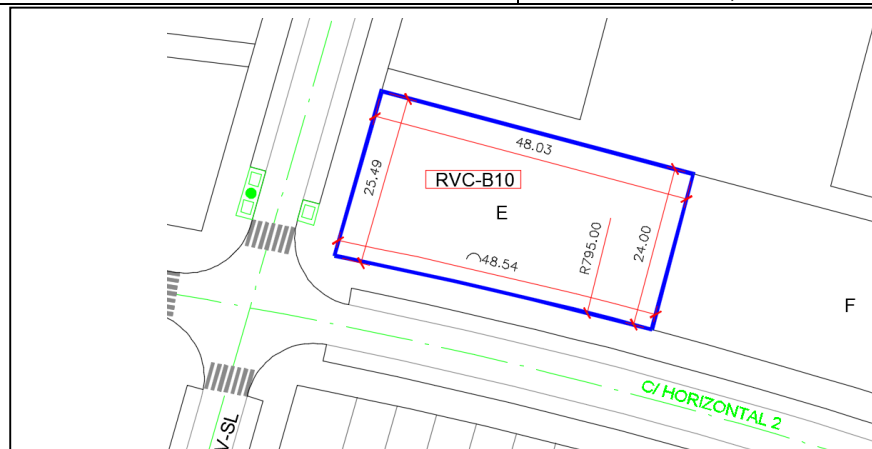 48.03
25.49
RVC-B10
E
48.54
R795.00
24.00
F
C/ HORIZONTAL 2
V-SL